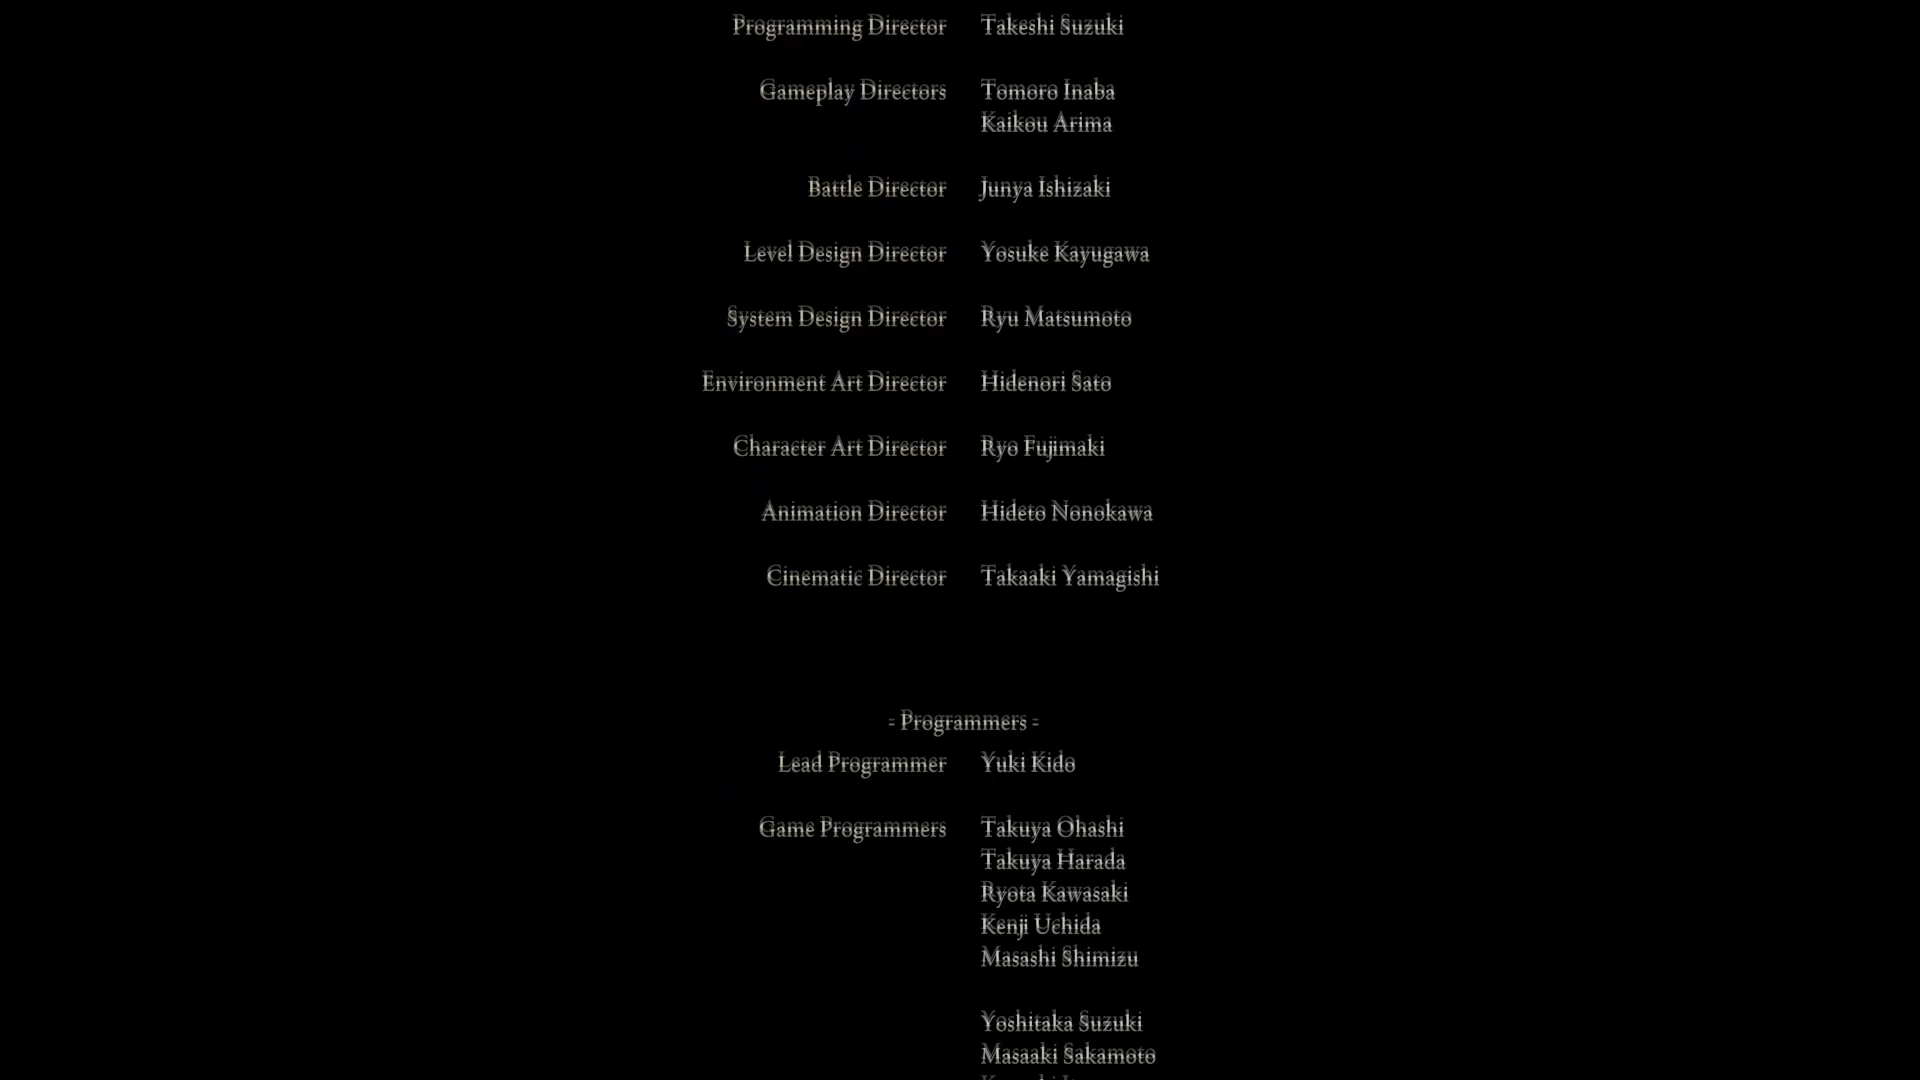 Programming Director Takeshi Suzuki
Gameplay Directors Tomoro Inaba
Kaikou Arima
Battle Director Junya Ishizaki
Level Design Director Yosuke Kayugawa
System Design Director Ryu Matsumoto
Environment Art Director Hidenori Sato
Character Art Director Ryo Fujimaki
Animation Director Hideto Nonokawa
Cinematic Director Takaaki Yamagishi
- Programmers -
Lead Programmer Yuki Kido
Game Programmers Takuya Ohashi
Takuya Harada
Ryota Kawasaki
Kenji Uchida
Masashi Shimizu
Yoshitaka Suzuki
Masaaki Sakamoto